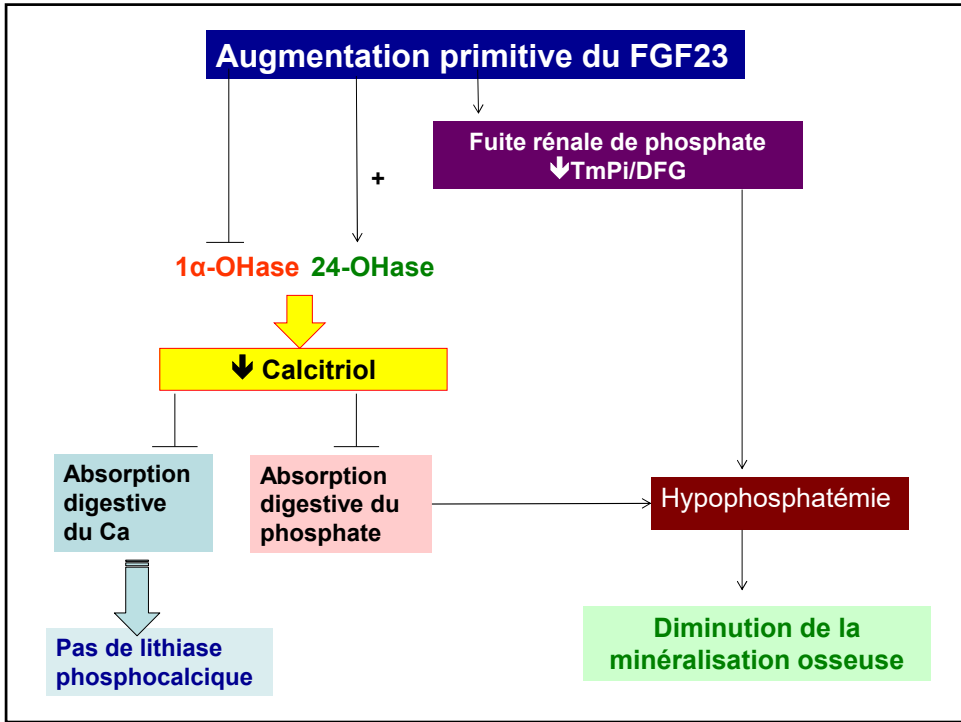 Augmentation primitive du FGF23
Fuite rénale de phosphate
🡻TmPi/DFG
+
1α-OHase 24-OHase
🡻 Calcitriol
Absorption
digestive
du Ca
Absorption
digestive du
phosphate
Hypophosphatémie
Pas de lithiase
phosphocalcique
Diminution de la
minéralisation osseuse